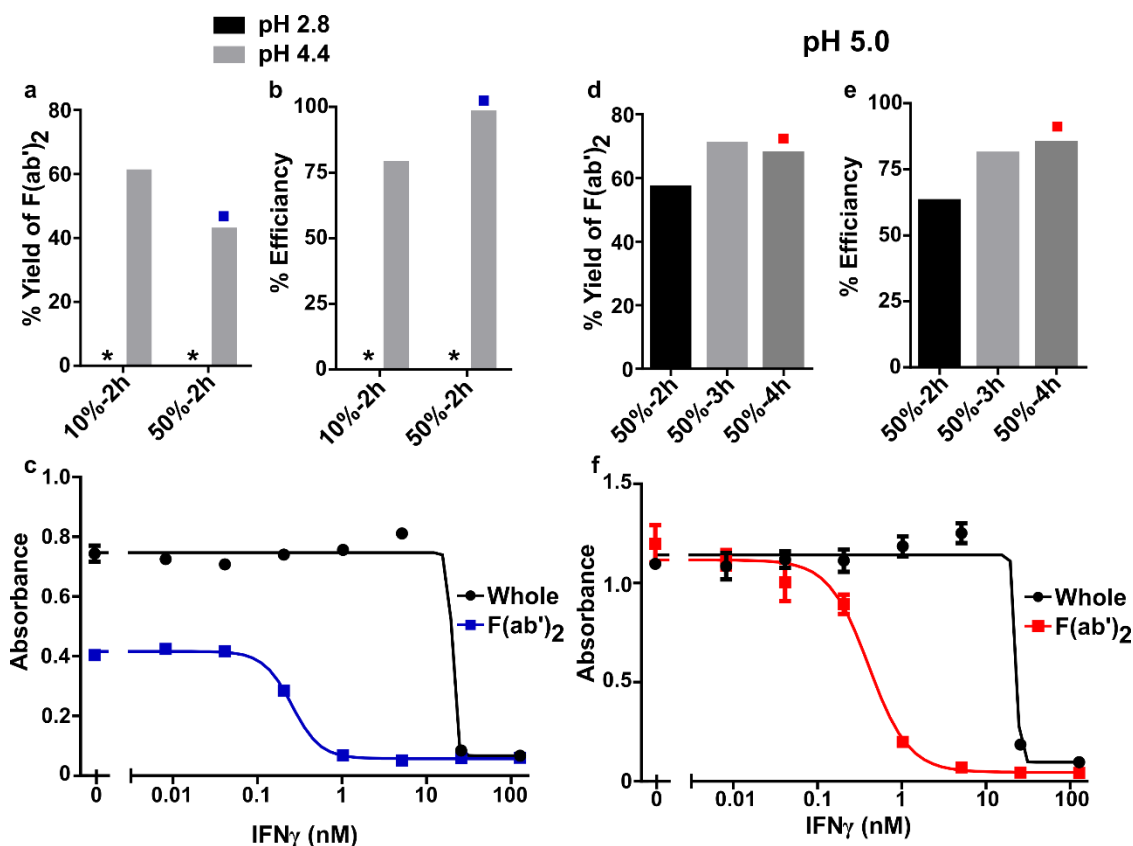 pH 2.8
pH 4.4
pH 5.0
a
% Yield of F(ab')2
80
60
40
20
0
*
*
10%-2h
50%-2h
b
% Efficiancy
100
75
50
25
0
*
*
10%-2h
50%-2h
d
% Yield of F(ab')2
80
60
40
20
0
50%-2h
50%-3h
50%-4h
e
% Efficiancy
100
75
50
25
0
50%-2h
50%-3h
50%-4h
c
Absorbance
1.0
0.8
0.6
0.4
0.2
0
Whole
F(ab')2
0
0.01
0.1
1
10
100
IFNγ (nM)
f
Absorbance
1.5
1.0
0.5
0
Whole
F(ab')2
0
0.01
0.1
1
10
100
IFNγ (nM)